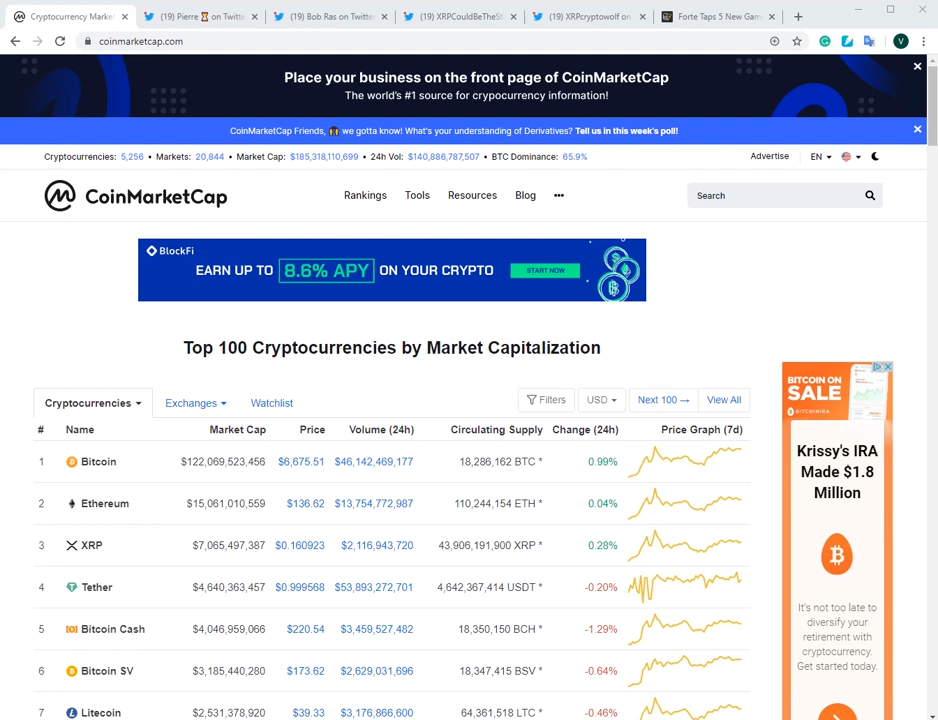 Cryptocurrency Market
(19) Pierre ⏳ on Twitte
(19) Bob Ras on Twitter
(19) XRPCouldBeTheSt
(19) XRPcryptowolf on
Forte Taps 5 New Gam
coinmarketcap.com
V
Place your business on the front page of CoinMarketCap
The world's #1 source for crypocurrency information!
CoinMarketCap Friends, we gotta know! What's your understanding of Derivatives? Tell us in this week's poll!
Cryptocurrencies: 5,256 • Markets: 20,844 • Market Cap: $185,318,110,699 • 24h Vol: $140,886,787,507 • BTC Dominance: 65.9%
Advertise EN
CoinMarketCap
Rankings Tools Resources Blog •••
Search
BlockFi
EARN UP TO 8.6% APY ON YOUR CRYPTO START NOW
Top 100 Cryptocurrencies by Market Capitalization
Cryptocurrencies Exchanges Watchlist
Filters USD Next 100 → View All
# Name Market Cap Price Volume (24h) Circulating Supply Change (24h) Price Graph (7d)
1 Bitcoin $122,069,523,456 $6,675.51 $46,142,469,177 18,286,162 BTC * 0.99%
2 Ethereum $15,061,010,559 $136.62 $13,754,772,987 110,244,154 ETH * 0.04%
3 XRP $7,065,497,387 $0.160923 $2,116,943,720 43,906,191,900 XRP * 0.28%
4 Tether $4,640,363,457 $0.999568 $53,893,272,701 4,642,367,414 USDT * -0.20%
5 Bitcoin Cash $4,046,959,066 $220.54 $3,459,527,482 18,350,150 BCH * -1.29%
6 Bitcoin SV $3,185,440,280 $173.62 $2,629,031,696 18,347,415 BSV * -0.64%
7 Litecoin $2,531,378,920 $39.33 $3,176,866,600 64,361,518 LTC * -0.46%
BITCOIN ON
SALE
BITCOINIRA
Krissy's IRA
Made $1.8
Million
It's not too late to
diversify your
retirement with
cryptocurrency.
Get started today.